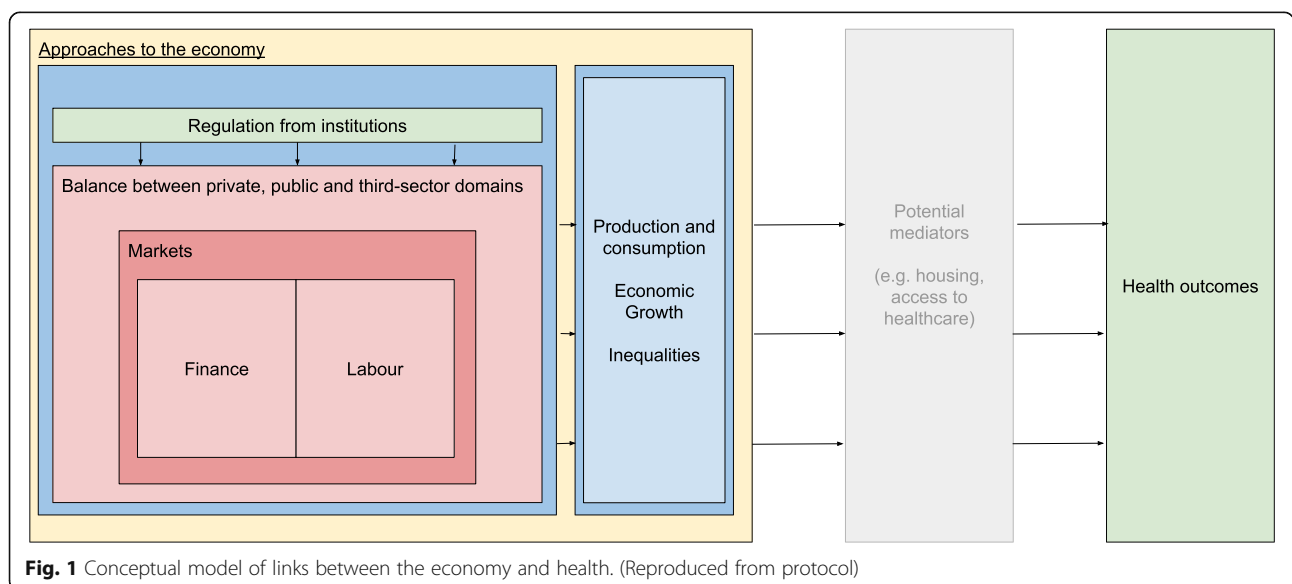 Approaches to the economy
Regulation from institutions
Balance between private, public and third-sector domains
Markets
Finance
Labour
Production and
consumption
Economic
Growth
Inequalities
Potential
mediators
(e.g. housing,
access to
healthcare)
Health outcomes
Fig. 1 Conceptual model of links between the economy and health. (Reproduced from protocol)